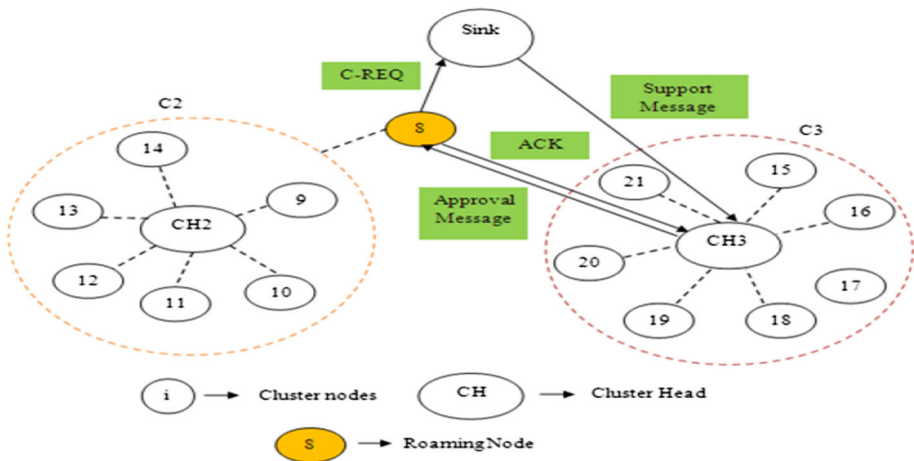 Sink
C-REQ
Support
Message
C2
S
ACK
C3
14
21
15
9
Approval
Message
13
16
CH2
CH3
12
20
17
11
10
19
18
i
Cluster nodes
CH
Cluster Head
S
Roaming Node